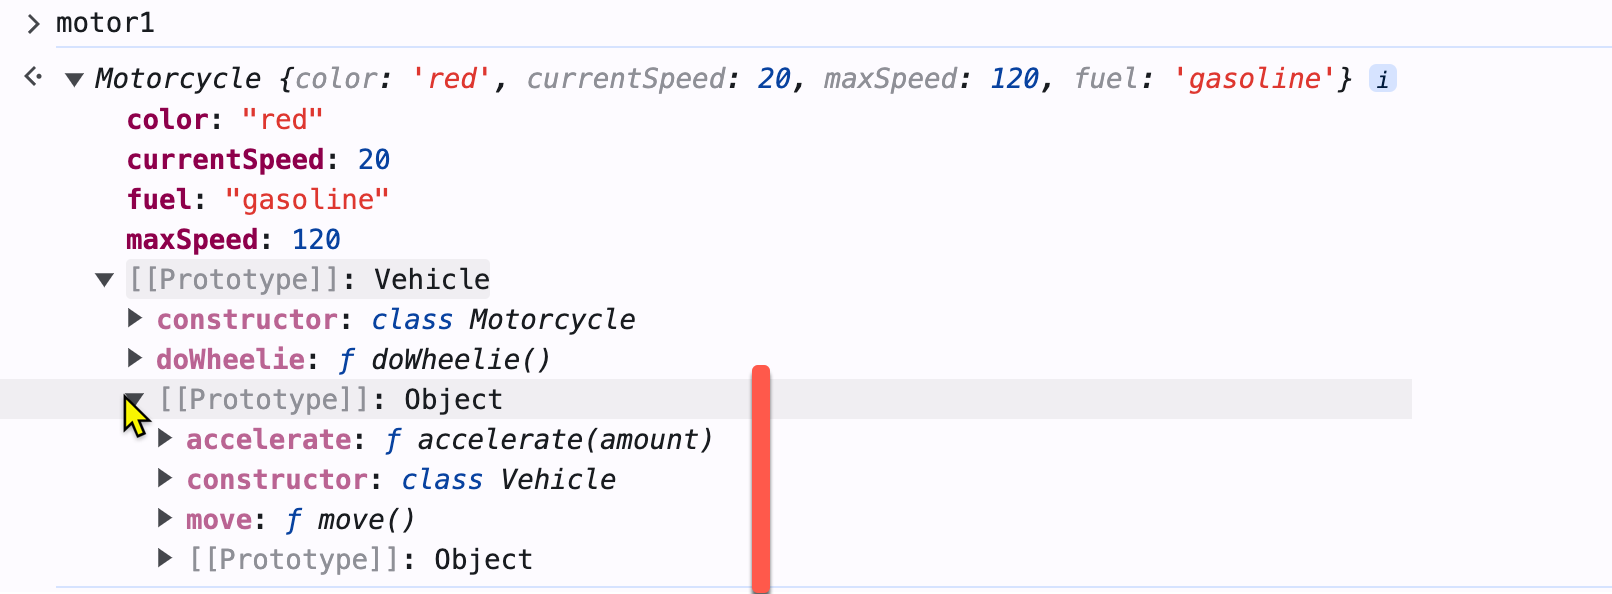 motor1
Motorcycle {color: 'red', currentSpeed: 20, maxSpeed: 120, fuel: 'gasoline'} i
color: "red"
currentSpeed: 20
fuel: "gasoline"
maxSpeed: 120
[[Prototype]]: Vehicle
constructor: class Motorcycle
doWheelie: ƒ doWheelie()
[[Prototype]]: Object
accelerate: ƒ accelerate(amount)
constructor: class Vehicle
move: ƒ move()
[[Prototype]]: Object